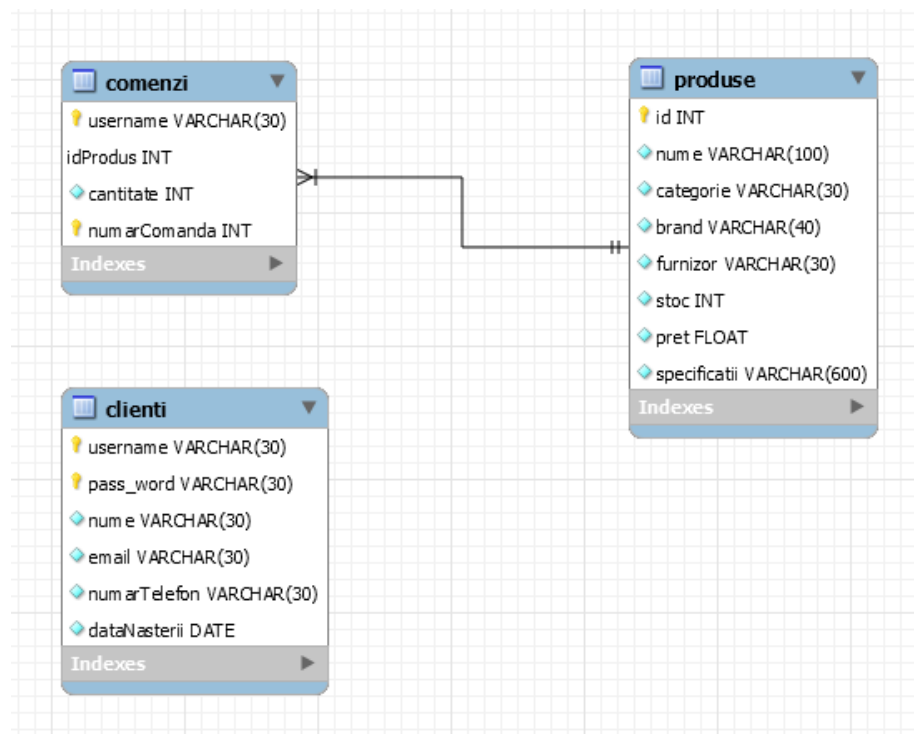 comenzi
username VARCHAR(30)
idProdus INT
cantitate INT
numarComanda INT
Indexes
produse
id INT
nume VARCHAR(100)
categorie VARCHAR(30)
brand VARCHAR(40)
furnizor VARCHAR(30)
stoc INT
pret FLOAT
specificatii VARCHAR(600)
Indexes
clienti
username VARCHAR(30)
pass_word VARCHAR(30)
nume VARCHAR(30)
email VARCHAR(30)
numarTelefon VARCHAR(30)
dataNasterii DATE
Indexes